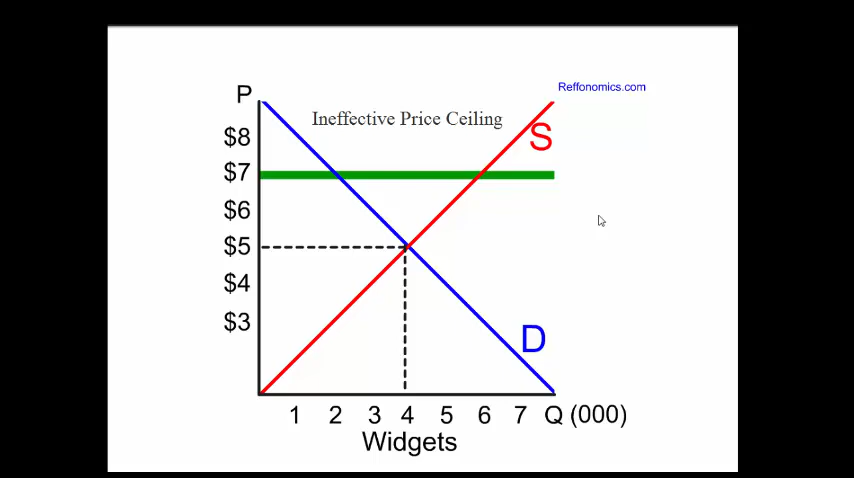 Reffonomics.com
P
Ineffective Price Ceiling
$8
S
$7
$6
$5
$4
$3
D
1 2 3 4 5 6 7 Q (000)
Widgets